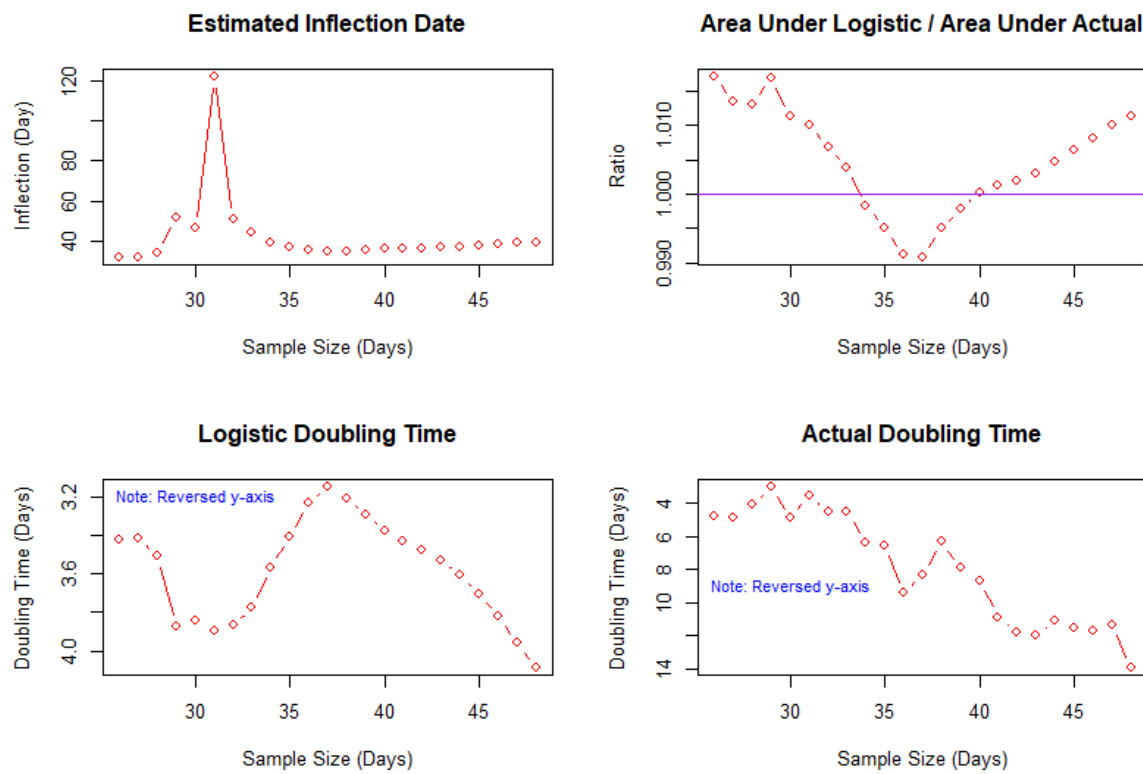 Estimated Inflection Date
Inflection (Day)
120
80
60
40
30
35
40
45
Sample Size (Days)
Area Under Logistic / Area Under Actual
Ratio
1.010
1.000
0.990
30
35
40
45
Sample Size (Days)
Logistic Doubling Time
Note: Reversed y-axis
Doubling Time (Days)
3.2
3.6
4.0
30
35
40
45
Sample Size (Days)
Actual Doubling Time
Note: Reversed y-axis
Doubling Time (Days)
4
6
8
10
14
30
35
40
45
Sample Size (Days)